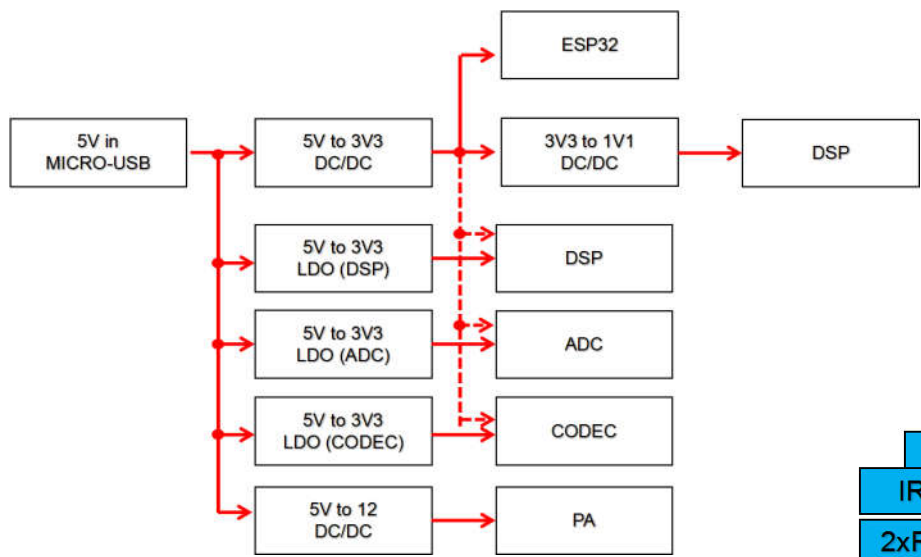 ESP32
5V in
MICRO-USB
5V to 3V3
DC/DC
3V3 to 1V1
DC/DC
DSP
5V to 3V3
LDO (DSP)
DSP
5V to 3V3
LDO (ADC)
ADC
5V to 3V3
LDO (CODEC)
CODEC
5V to 12
DC/DC
PA